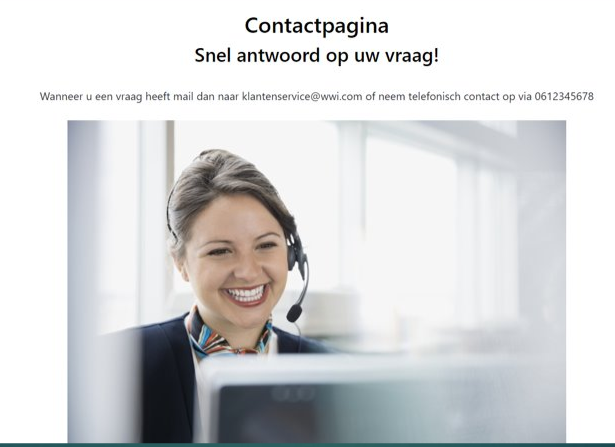 Contactpagina
Snel antwoord op uw vraag!
Wanneer u een vraag heeft mail dan naar klantenservice@wwi.com of neem telefonisch contact op via 0612345678